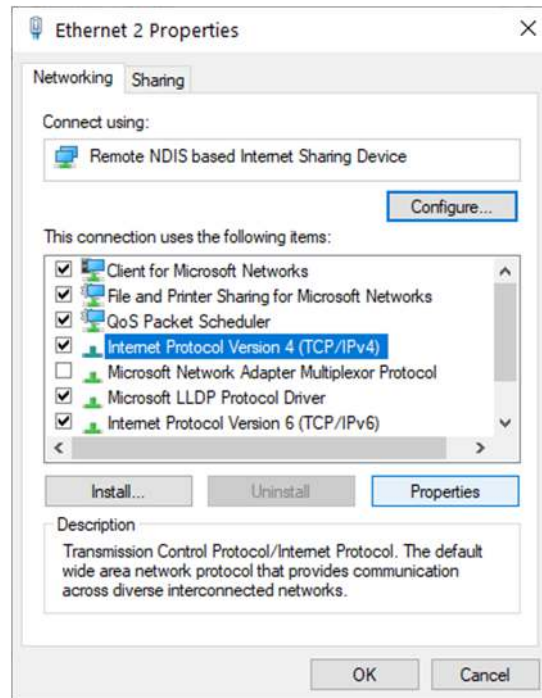 Ethernet 2 Properties
Networking Sharing
Connect using:
Remote NDIS based Internet Sharing Device
Configure...
This connection uses the following items:
Client for Microsoft Networks
File and Printer Sharing for Microsoft Networks
QoS Packet Scheduler
Internet Protocol Version 4 (TCP/IPv4)
Microsoft Network Adapter Multiplexor Protocol
Microsoft LLDP Protocol Driver
Internet Protocol Version 6 (TCP/IPv6)
Install... Uninstall Properties
Description
Transmission Control Protocol/Internet Protocol. The default
wide area network protocol that provides communication
across diverse interconnected networks.
OK Cancel